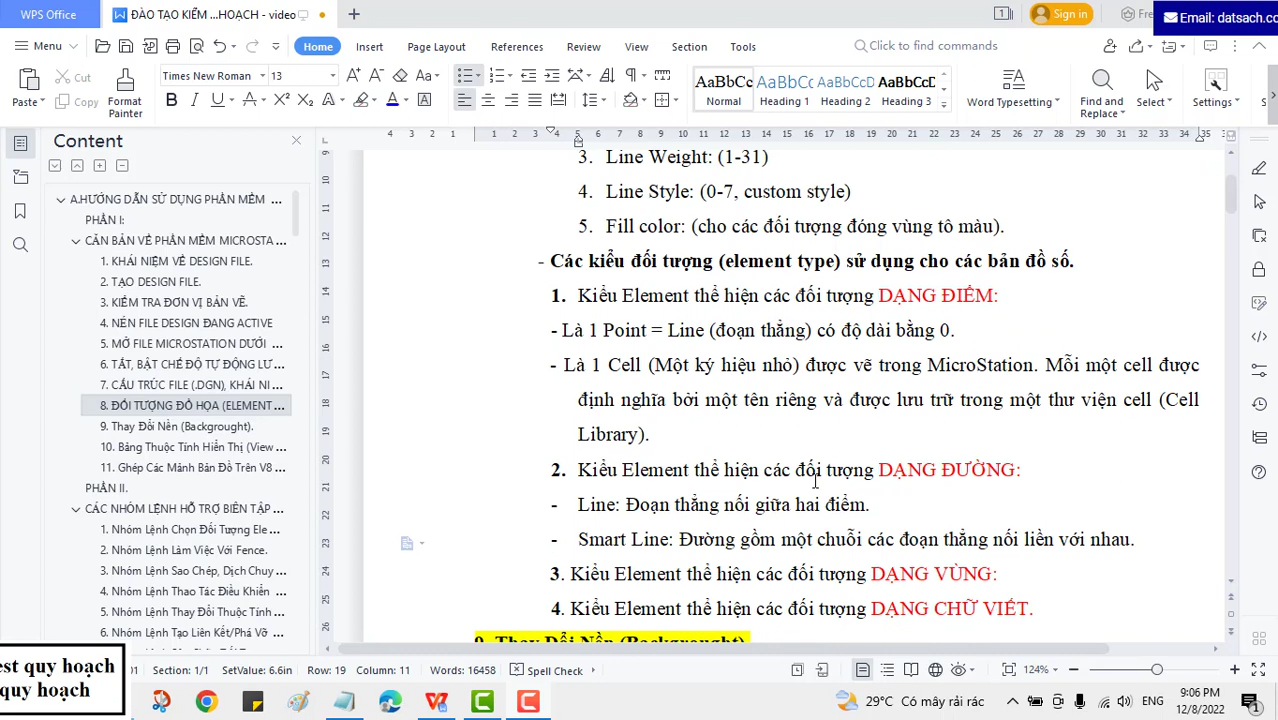 WPS Office
ĐÀO TẠO KIỂM ...HOẠCH - video
Sign in
Email: datsach.co
Menu
Home
Insert
Page Layout
References
Review
View
Section
Tools
Click to find commands
Paste
Cut
Copy
Format Painter
Times New Roman
13
AaBbCc
Normal
AaBbC
Heading 1
AaBbCc
Heading 2
AaBbCc
Heading 3
Word Typesetting
Find and Replace
Select
Settings
Content
A.HƯỚNG DẪN SỬ DỤNG PHẦN MỀM ...
PHẦN I:
CĂN BẢN VỀ PHẦN MỀM MICROSTA ...
1. KHÁI NIỆM VỀ DESIGN FILE.
2. TẠO DESIGN FILE.
3. KIỂM TRA ĐƠN VỊ BẢN VẼ.
4. NÉN FILE DESIGN ĐANG ACTIVE
5. MỞ FILE MICROSTATION DƯỚI ...
6. TẮT, BẬT CHẾ ĐỘ TỰ ĐỘNG LƯ ...
7. CẤU TRÚC FILE (.DGN), KHÁI NI ...
8. ĐỐI TƯỢNG ĐỒ HỌA (ELEMENT ...
9. Thay Đổi Nền (Backgrought).
10. Bảng Thuộc Tính Hiển Thị (View ...
11. Ghép Các Mảnh Bản Đồ Trên V8 ...
PHẦN II.
CÁC NHÓM LỆNH HỖ TRỢ BIÊN TẬP ...
1. Nhóm Lệnh Chọn Đối Tượng Ele ...
2. Nhóm Lệnh Làm Việc Với Fence.
3. Nhóm Lệnh Sao Chép, Dịch Chuy ...
4. Nhóm Lệnh Thao Tác Điều Khiển ...
5. Nhóm Lệnh Thay Đổi Thuộc Tính ...
6. Nhóm Lệnh Tạo Liên Kết/Phá Vỡ ...
3. Line Weight: (1-31)
4. Line Style: (0-7, custom style)
5. Fill color: (cho các đối tượng đóng vùng tô màu).
- Các kiểu đối tượng (element type) sử dụng cho các bản đồ số.
1. Kiểu Element thể hiện các đối tượng DẠNG ĐIỂM:
- Là 1 Point = Line (đoạn thẳng) có độ dài bằng 0.
- Là 1 Cell (Một ký hiệu nhỏ) được vẽ trong MicroStation. Mỗi một cell được
định nghĩa bởi một tên riêng và được lưu trữ trong một thư viện cell (Cell
Library).
2. Kiểu Element thể hiện các đối tượng DẠNG ĐƯỜNG:
- Line: Đoạn thẳng nối giữa hai điểm.
- Smart Line: Đường gồm một chuỗi các đoạn thẳng nối liền với nhau.
3. Kiểu Element thể hiện các đối tượng DẠNG VÙNG:
4. Kiểu Element thể hiện các đối tượng DẠNG CHỮ VIẾT.
9. Thay Đổi Nền (Backgrought)
est quy hoạch
quy hoạch
Section: 1/1
SetValue: 6.6in
Row: 19
Column: 11
Words: 16458
Spell Check
124%
29°C Có mây rải rác
ENG
9:06 PM
12/8/2022